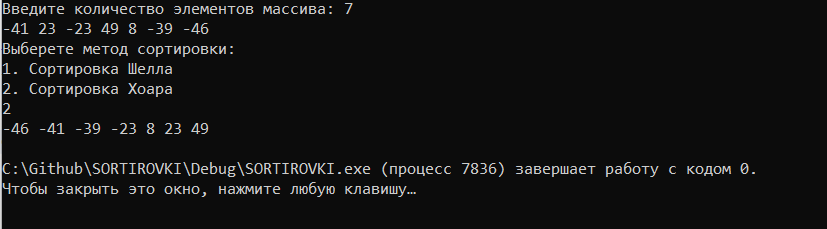 Введите количество элементов массива: 7
-41 23 -23 49 8 -39 -46
Выберете метод сортировки:
1. Сортировка Шелла
2. Сортировка Хоара
2
-46 -41 -39 -23 8 23 49
C:\Github\SORTIROVKI\Debug\SORTIROVKI.exe (процесс 7836) завершает работу с кодом 0.
Чтобы закрыть это окно, нажмите любую клавишу…